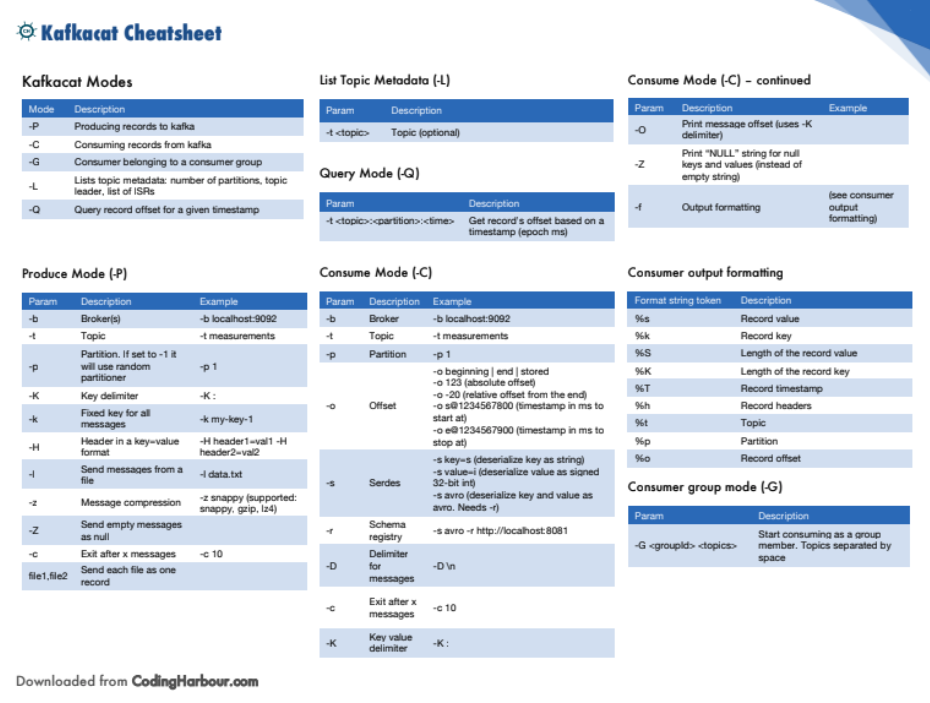 Kafkacat Cheatsheet
Kafkacat Modes
Mode Description
-P Producing records to kafka
-C Consuming records from kafka
-G Consumer belonging to a consumer group
-L Lists topic metadata: number of partitions, topic
leader, list of ISRs
-Q Query record offset for a given timestamp
List Topic Metadata (-L)
Param Description
-t <topic> Topic (optional)
Query Mode (-Q)
Param Description
-t <topic>:<partition>:<time> Get record's offset based on a
timestamp (epoch ms)
Consume Mode (-C) – continued
Param Description Example
-O Print message offset (uses -K
delimiter)
-Z Print “NULL” string for null
keys and values (instead of
empty string)
-f Output formatting (see consumer
output
formatting)
Produce Mode (-P)
Param Description Example
-b Broker(s) -b localhost:9092
-t Topic -t measurements
-p Partition. If set to -1 it
will use random
partitioner -p 1
-K Key delimiter -K :
-k Fixed key for all
messages -k my-key-1
-H Header in a key=value
format -H header1=val1 -H
header2=val2
-l Send messages from a
file -l data.txt
-z Message compression -z snappy (supported:
snappy, gzip, lz4)
-Z Send empty messages
as null
-c Exit after x messages -c 10
file1,file2 Send each file as one
record
Consume Mode (-C)
Param Description Example
-b Broker -b localhost:9092
-t Topic -t measurements
-p Partition -p 1
-o Offset -o beginning | end | stored
-o 123 (absolute offset)
-o -20 (relative offset from the end)
-o s@1234567800 (timestamp in ms to
start at)
-o e@1234567900 (timestamp in ms to
stop at)
-s Serdes -s key=s (deserialize key as string)
-s value=i (deserialize value as signed
32-bit int)
-s avro (deserialize key and value as
avro. Needs -r)
-r Schema
registry -s avro -r http://localhost:8081
-D Delimiter
for
messages -D \n
-c Exit after x
messages -c 10
-K Key value
delimiter -K :
Consumer output formatting
Format string token Description
%s Record value
%k Record key
%S Length of the record value
%K Length of the record key
%T Record timestamp
%h Record headers
%t Topic
%p Partition
%o Record offset
Consumer group mode (-G)
Param Description
-G <groupId> <topics> Start consuming as a group
member. Topics separated by
space
Downloaded from CodingHarbour.com